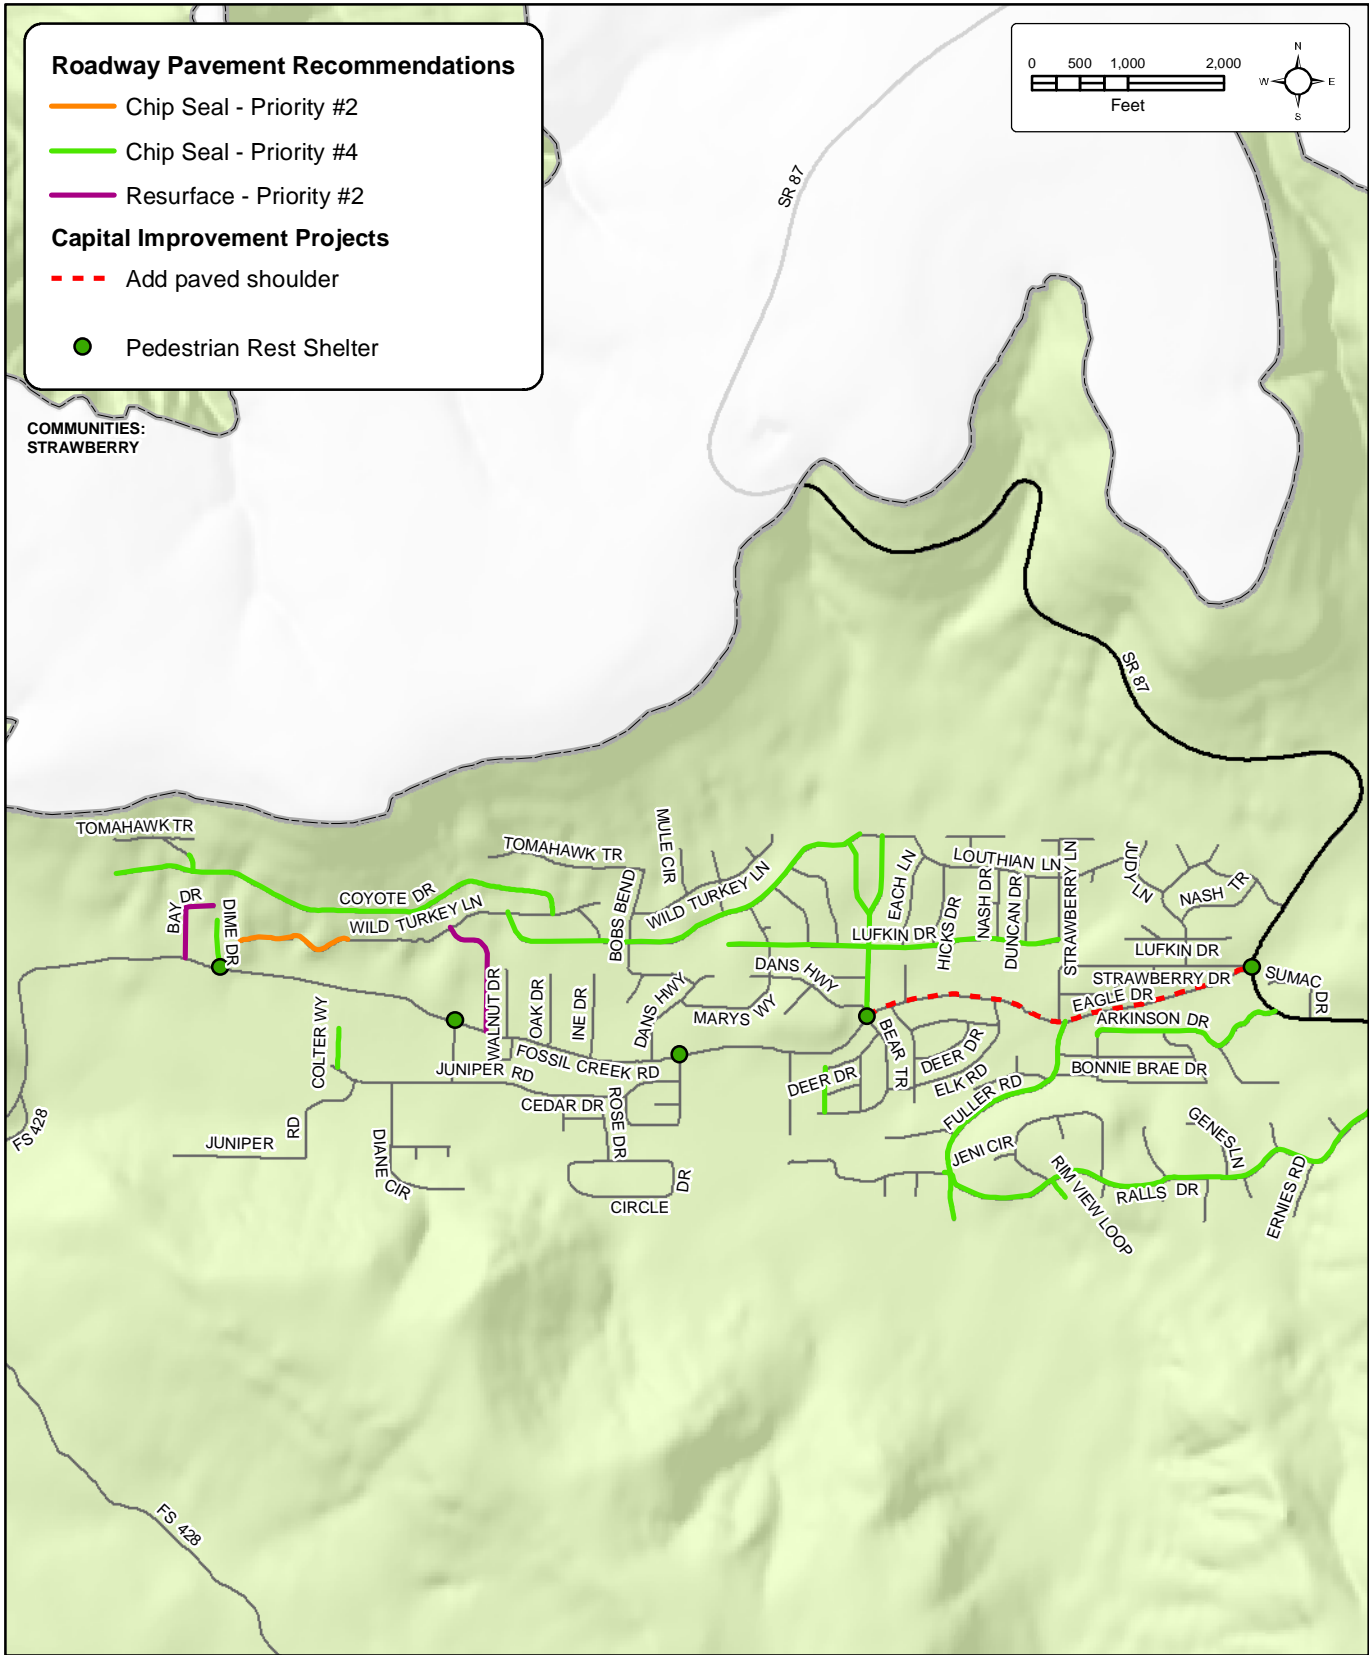 Roadway Pavement Recommendations
Chip Seal - Priority #2
Chip Seal - Priority #4
Resurface - Priority #2
Capital Improvement Projects
Add paved shoulder
Pedestrian Rest Shelter
0 500 1,000 2,000
Feet
N
W E
S
COMMUNITIES:
STRAWBERRY
SR 87
SR 87
TOMAHAWK TR
TOMAHAWK TR
MULE CIR
COYOTE DR
BAY DR
DIME DR
WILD TURKEY LN
BOBS BEND
WILD TURKEY LN
EACH LN
LOUTHIAN LN
STRAWBERRY LN
JUDY LN
NASH TR
HICKS DR
NASH DR
DUNCAN DR
LUFKIN DR
LUFKIN DR
DANS HWY
DANS HWY
MARYS WY
STRAWBERRY DR
EAGLE DR
SUMAC
DR
ARKINSON DR
WALNUT DR
OAK DR
INE DR
FOSSIL CREEK RD
COLTER WY
JUNIPER RD
CEDAR DR
ROSE DR
BEAR TR
DEER DR
DEER DR
ELK RD
FULLER RD
BONNIE BRAE DR
FS 428
JUNIPER RD
DIANE CIR
CIRCLE DR
JENI CIR
RIM VIEW LOOP
RALLS DR
GENES LN
ERNIES RD
FS 428